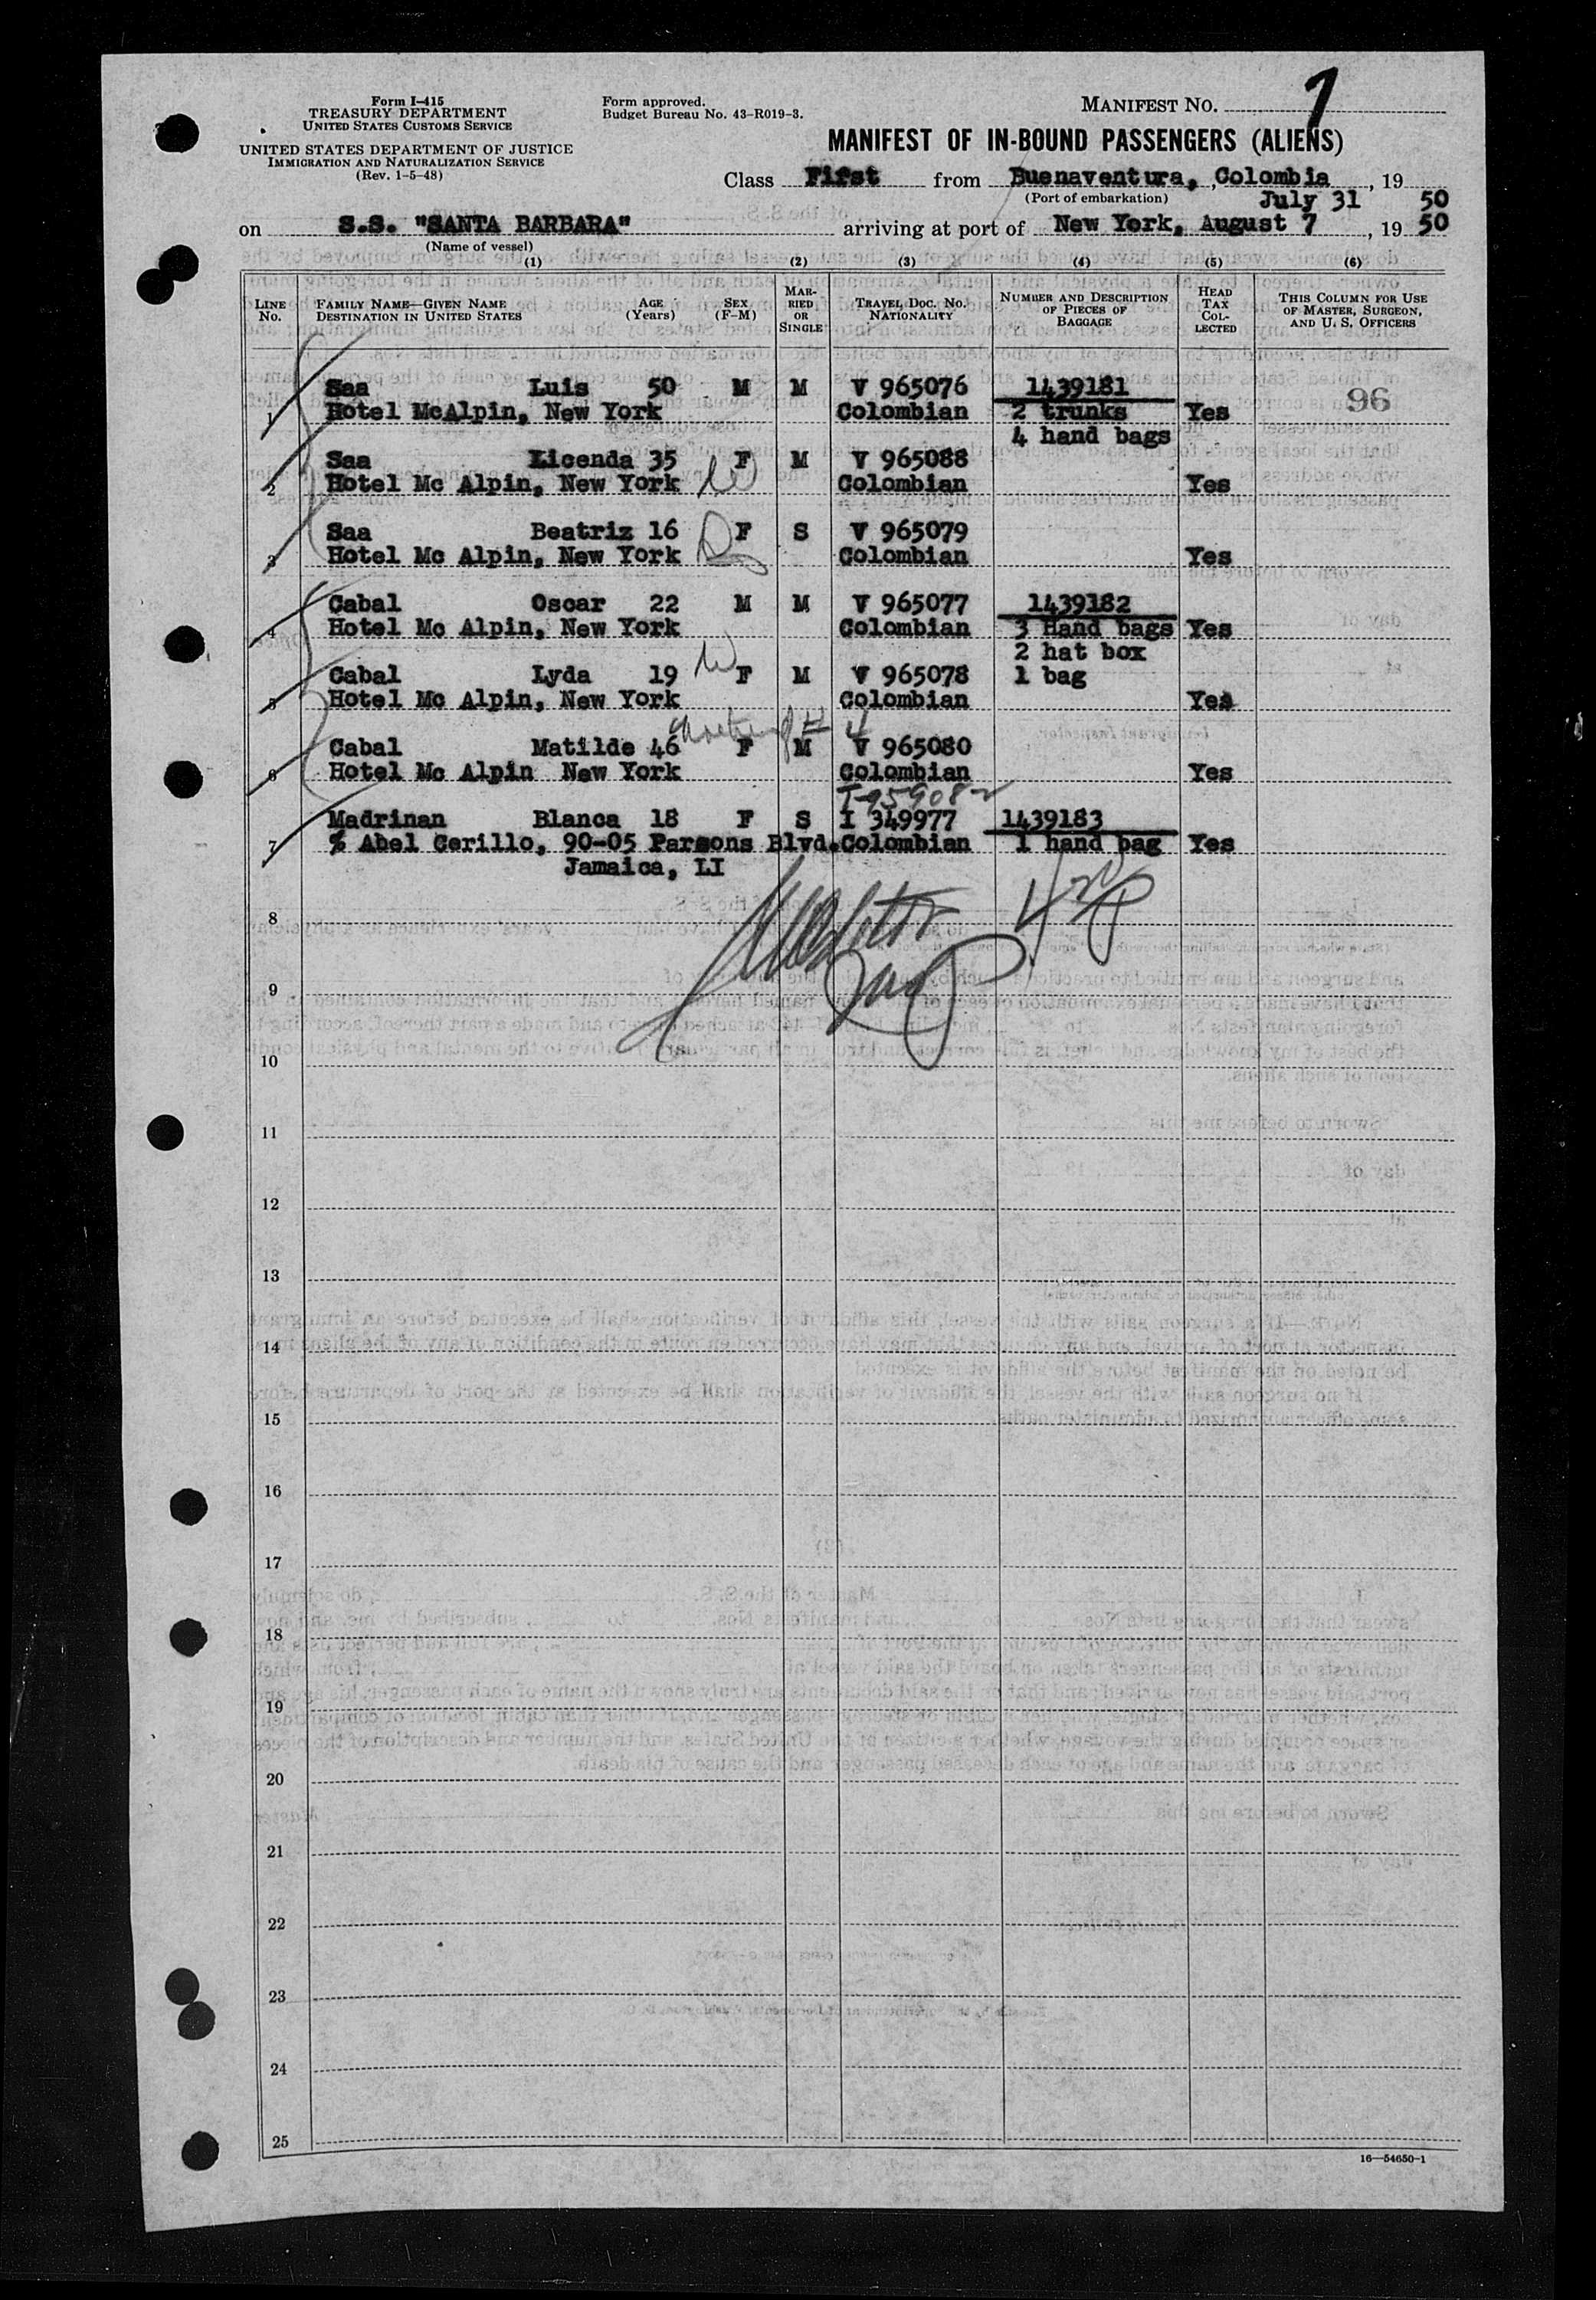 Form I-415
TREASURY DEPARTMENT
UNITED STATES CUSTOMS SERVICE
UNITED STATES DEPARTMENT OF JUSTICE
IMMIGRATION AND NATURALIZATION SERVICE
(Rev. 1-5-48)
Form approved.
Budget Bureau No. 43-R019-3.
MANIFEST NO. 7
MANIFEST OF IN-BOUND PASSENGERS (ALIENS)
Class First from Buenaventura, Colombia, 19
(Port of embarkation) July 31 50
on S.S. "SANTA BARBARA" arriving at port of New York, August 7, 19 50
(Name of vessel)
(1) (2) (3) (4) (5) (6)
LINE No. FAMILY NAME—GIVEN NAME DESTINATION IN UNITED STATES AGE (Years) SEX (F-M) MARRIED OR SINGLE TRAVEL DOC. NO. NATIONALITY NUMBER AND DESCRIPTION OF PIECES OF BAGGAGE HEAD TAX COLLECTED THIS COLUMN FOR USE OF MASTER, SURGEON, AND U. S. OFFICERS
Saa Luis 50 M M V 965076 1439181
1 Hotel McAlpin, New York Colombian 2 trunks Yes 96
4 hand bags
Saa Licenda 35 F M V 965088
2 Hotel Mc Alpin, New York W Colombian Yes
Saa Beatriz 16 F S V 965079
3 Hotel Mc Alpin, New York D Colombian Yes
Cabal Oscar 22 M M V 965077 1439182
4 Hotel Mc Alpin, New York Colombian 3 Hand bags Yes
2 hat box
Cabal Lyda 19 W F M V 965078 1 bag
5 Hotel Mc Alpin, New York Colombian Yes
Cabal Matilde 46 F M V 965080
6 Hotel Mc Alpin New York Colombian Yes
Madrinan Blanca 18 F S I 349977 1439183
7 % Abel Cerillo, 90-05 Parsons Blvd. Colombian 1 hand bag Yes
Jamaica, LI
8
9
10
11
12
13
14
15
16
17
18
19
20
21
22
23
24
25
16—54650-1